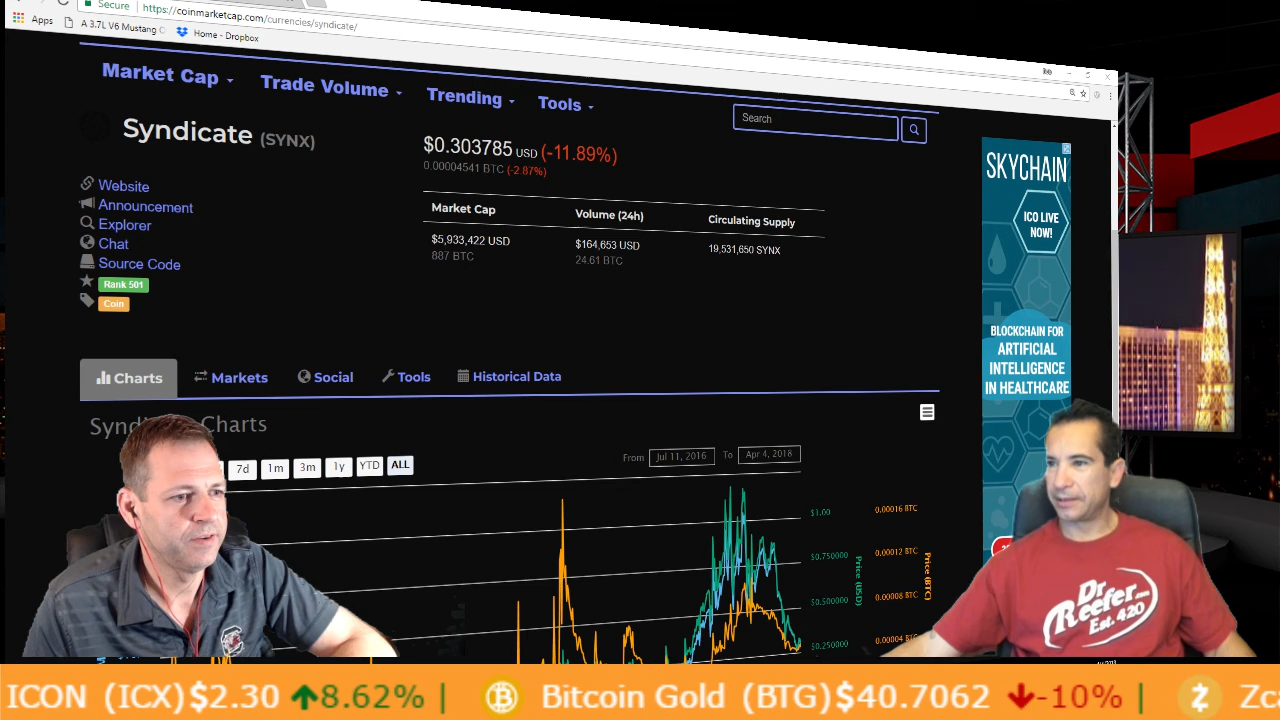 Secure https://coinmarketcap.com/currencies/syndicate/
Apps A 3.7L V6 Mustang Home - Dropbox
Market Cap Trade Volume Trending Tools
Search
Syndicate (SYNX)
$0.303785 USD (-11.89%)
0.00004541 BTC (-2.87%)
Website
Announcement
Explorer
Chat
Source Code
Rank 501
Coin
Market Cap Volume (24h) Circulating Supply
$5,933,422 USD $164,653 USD 19,531,650 SYNX
887 BTC 24.61 BTC
SKYCHAIN
ICO LIVE
NOW!
BLOCKCHAIN FOR
ARTIFICIAL
INTELLIGENCE
IN HEALTHCARE
Charts Markets Social Tools Historical Data
Charts
7d 1m 3m 1y YTD ALL
From Jul 11, 2016 To Apr 4, 2018
$1.00 0.00016 BTC
$0.750000 0.00012 BTC
$0.500000 0.00008 BTC
$0.250000 0.00004 BTC
Price (USD)
Price (BTC)
Dr
Reefer.com
Est. 420
ICON (ICX)$2.30 8.62% | Bitcoin Gold (BTG)$40.7062 -10% |